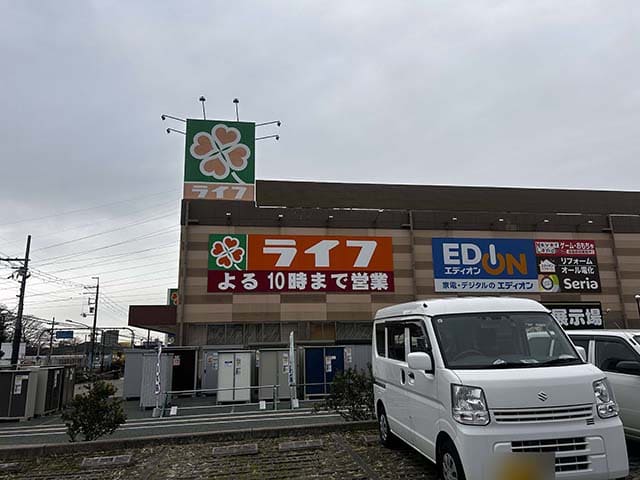 ライフ
ライフ
よる10時まで営業
EDION
エディオン
家電・デジタルのエディオン
ゲーム・おもちゃ
リフォーム
オール電化
Seria
展示場